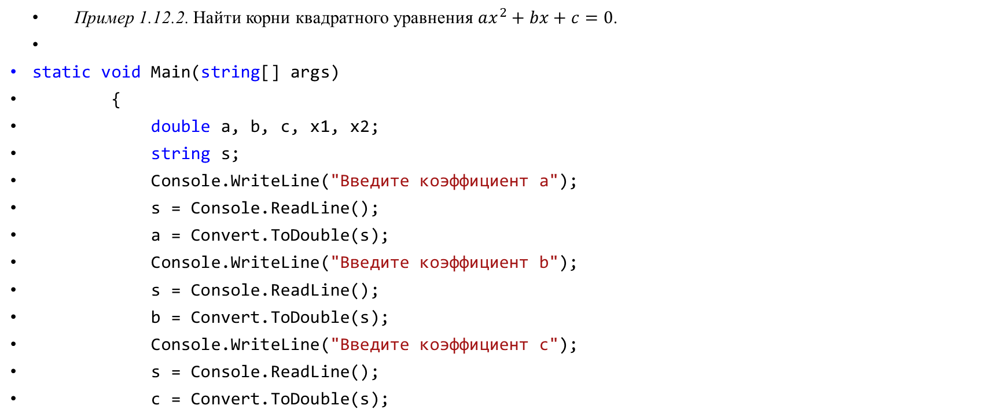 • Пример 1.12.2. Найти корни квадратного уравнения ax² + bx + c = 0.
•
• static void Main(string[] args)
• {
• double a, b, c, x1, x2;
• string s;
• Console.WriteLine("Введите коэффициент a");
• s = Console.ReadLine();
• a = Convert.ToDouble(s);
• Console.WriteLine("Введите коэффициент b");
• s = Console.ReadLine();
• b = Convert.ToDouble(s);
• Console.WriteLine("Введите коэффициент c");
• s = Console.ReadLine();
• c = Convert.ToDouble(s);